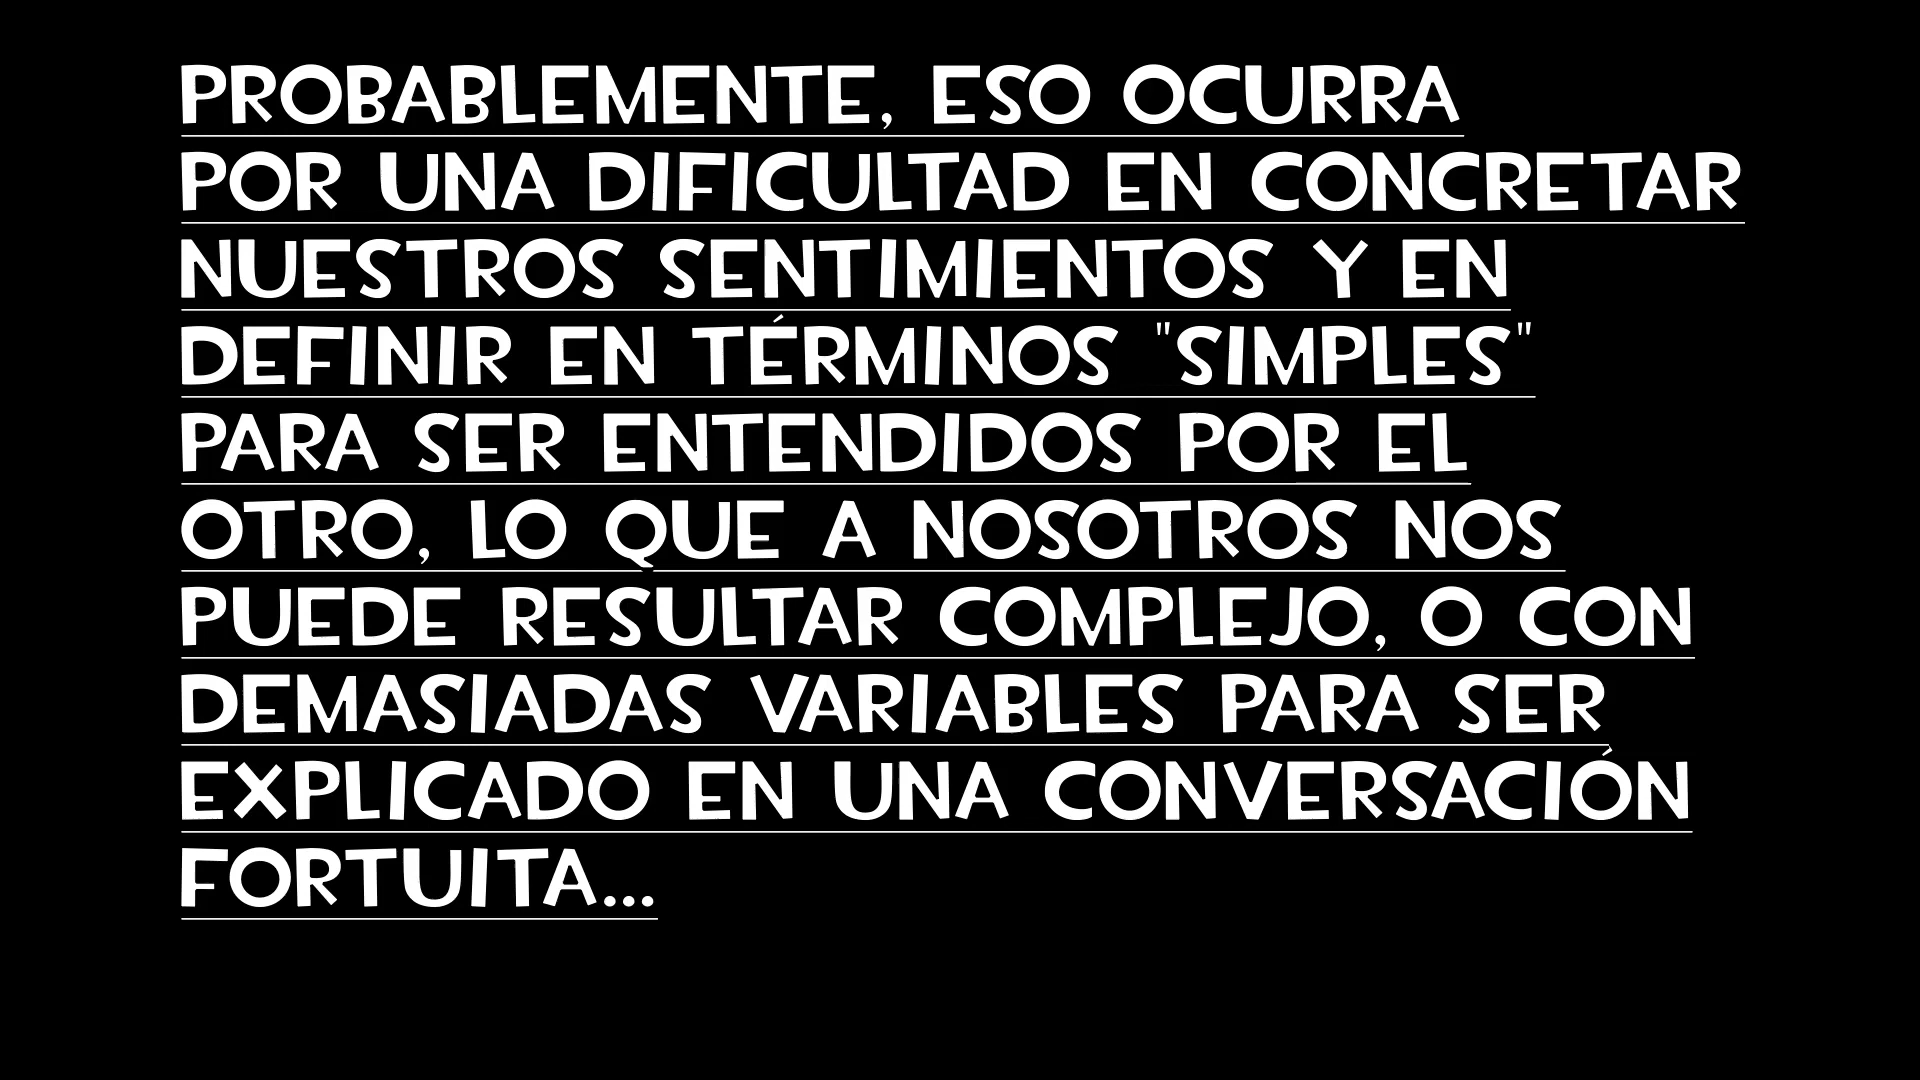 PROBABLEMENTE, ESO OCURRA
POR UNA DIFICULTAD EN CONCRETAR
NUESTROS SENTIMIENTOS Y EN
DEFINIR EN TÉRMINOS "SIMPLES"
PARA SER ENTENDIDOS POR EL
OTRO, LO QUE A NOSOTROS NOS
PUEDE RESULTAR COMPLEJO, O CON
DEMASIADAS VARIABLES PARA SER
EXPLICADO EN UNA CONVERSACIÓN
FORTUITA...